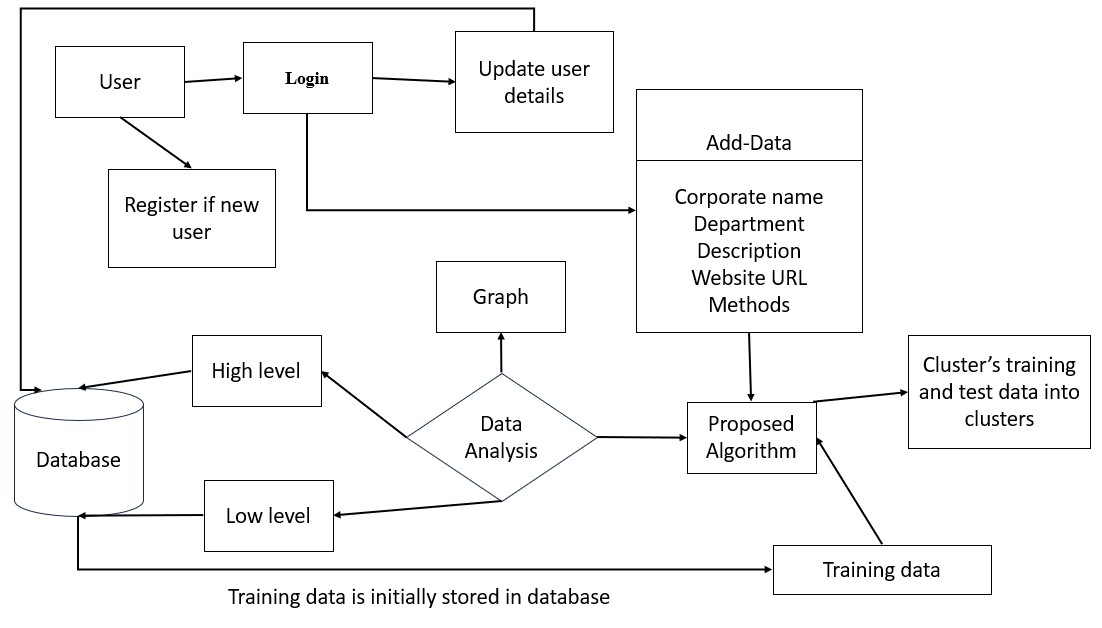 User
Login
Update user
details
Add-Data
Register if new
user
Corporate name
Department
Description
Website URL
Methods
Graph
High level
Cluster’s training
and test data into
clusters
Data
Analysis
Proposed
Algorithm
Database
Low level
Training data
Training data is initially stored in database